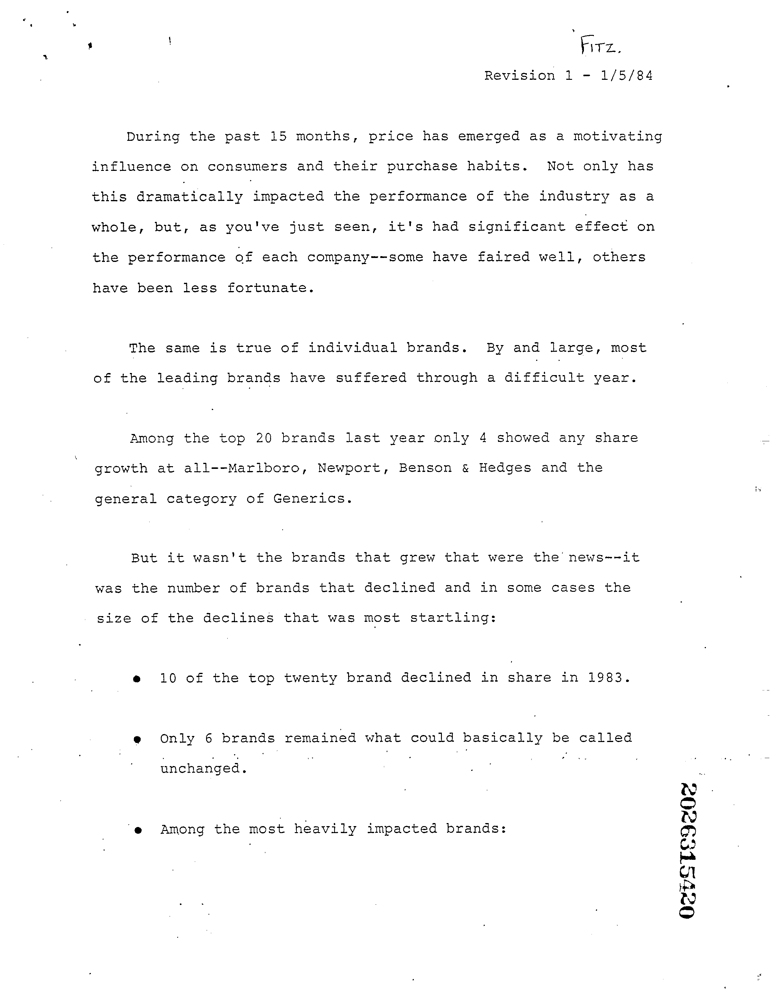 FITZ.
Revision 1 - 1/5/84
During the past 15 months, price has emerged as a motivating
influence on consumers and their purchase habits. Not only has
this dramatically impacted the performance of the industry as a
whole, but, as you've just seen, it's had significant effect on
the performance of each company--some have faired well, others
have been less fortunate.
The same is true of individual brands. By and large, most
of the leading brands have suffered through a difficult year.
Among the top 20 brands last year only 4 showed any share
growth at all--Marlboro, Newport, Benson & Hedges and the
general category of Generics.
But it wasn't the brands that grew that were the news--it
was the number of brands that declined and in some cases the
size of the declines that was most startling:
● 10 of the top twenty brand declined in share in 1983.
● Only 6 brands remained what could basically be called
unchanged.
● Among the most heavily impacted brands:
2026315420